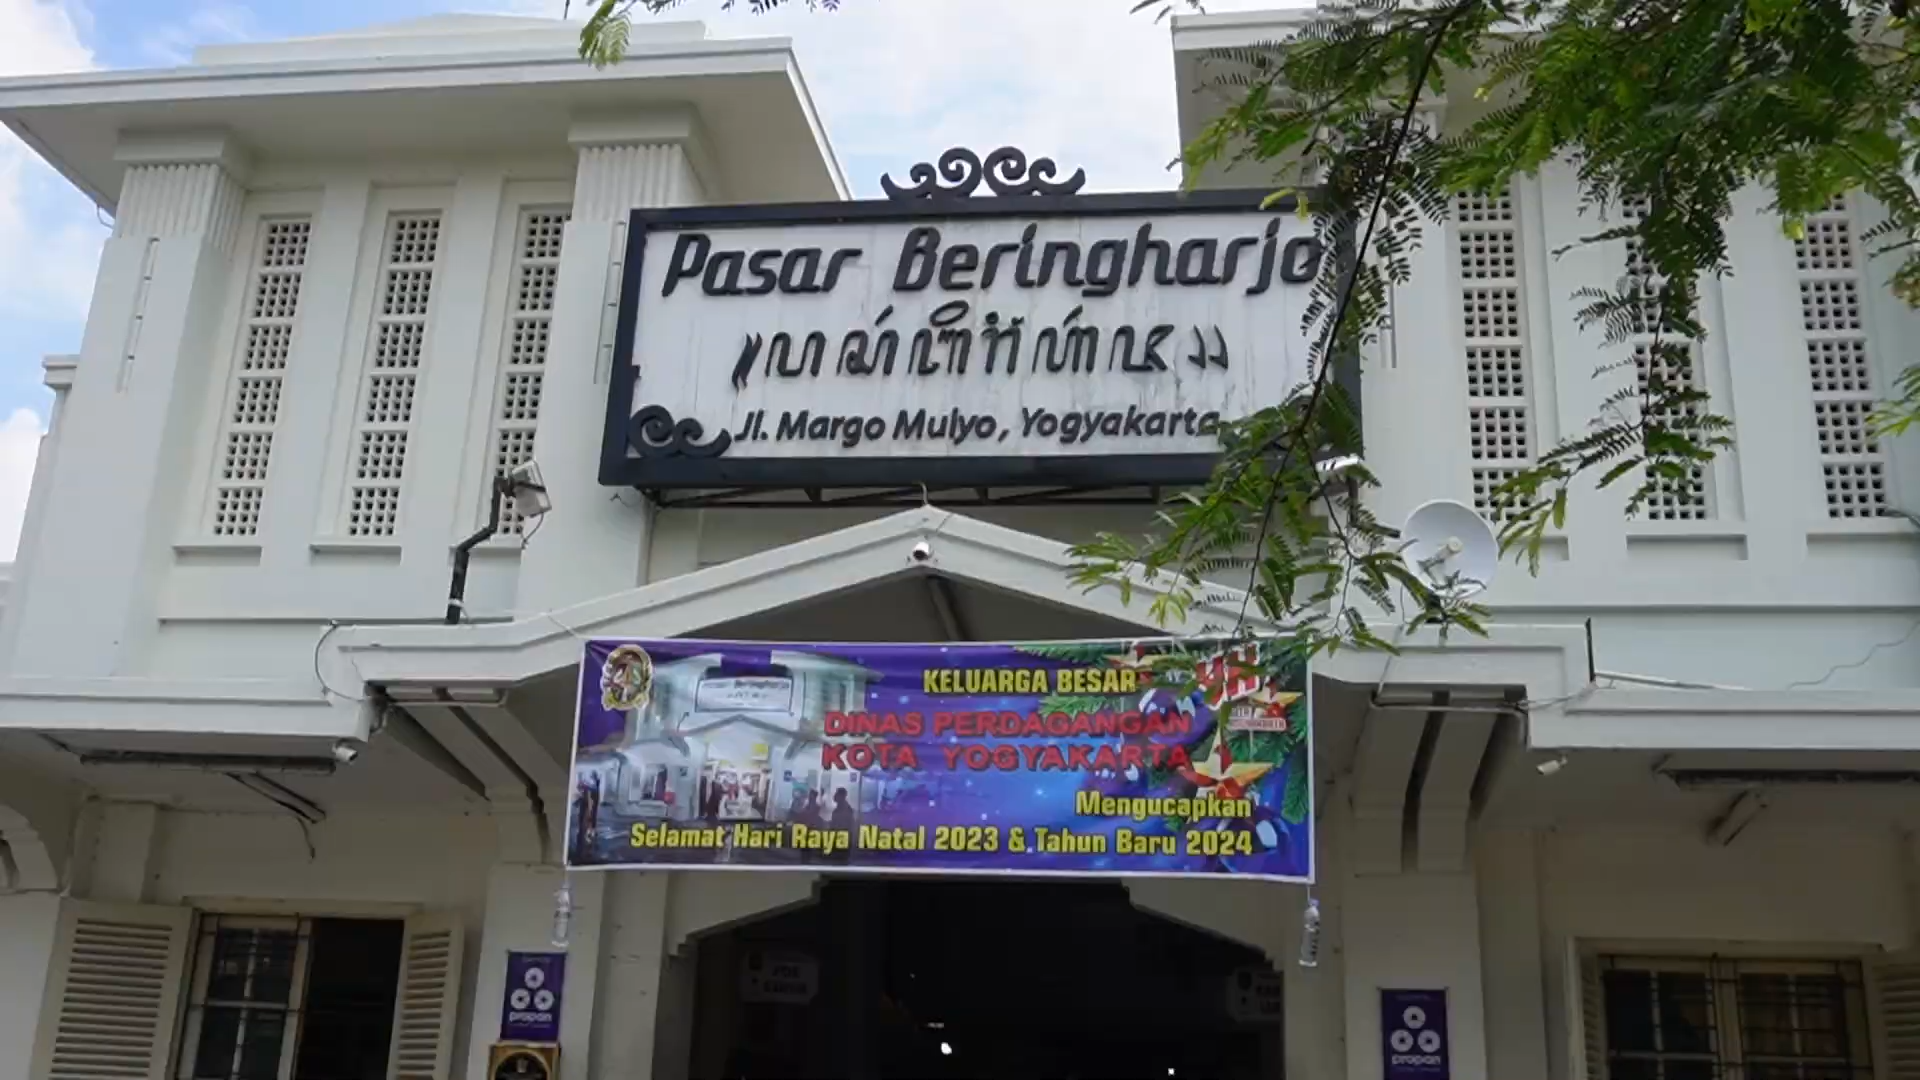 Pasar Beringharjo
꧋ꦥꦱꦂꦧꦼꦫꦶꦁꦲꦂꦗ꧉
Jl. Margo Mulyo, Yogyakarta
KELUARGA BESAR
DINAS PERDAGANGAN
KOTA YOGYAKARTA
Mengucapkan
Selamat Hari Raya Natal 2023 & Tahun Baru 2024
propan
propan